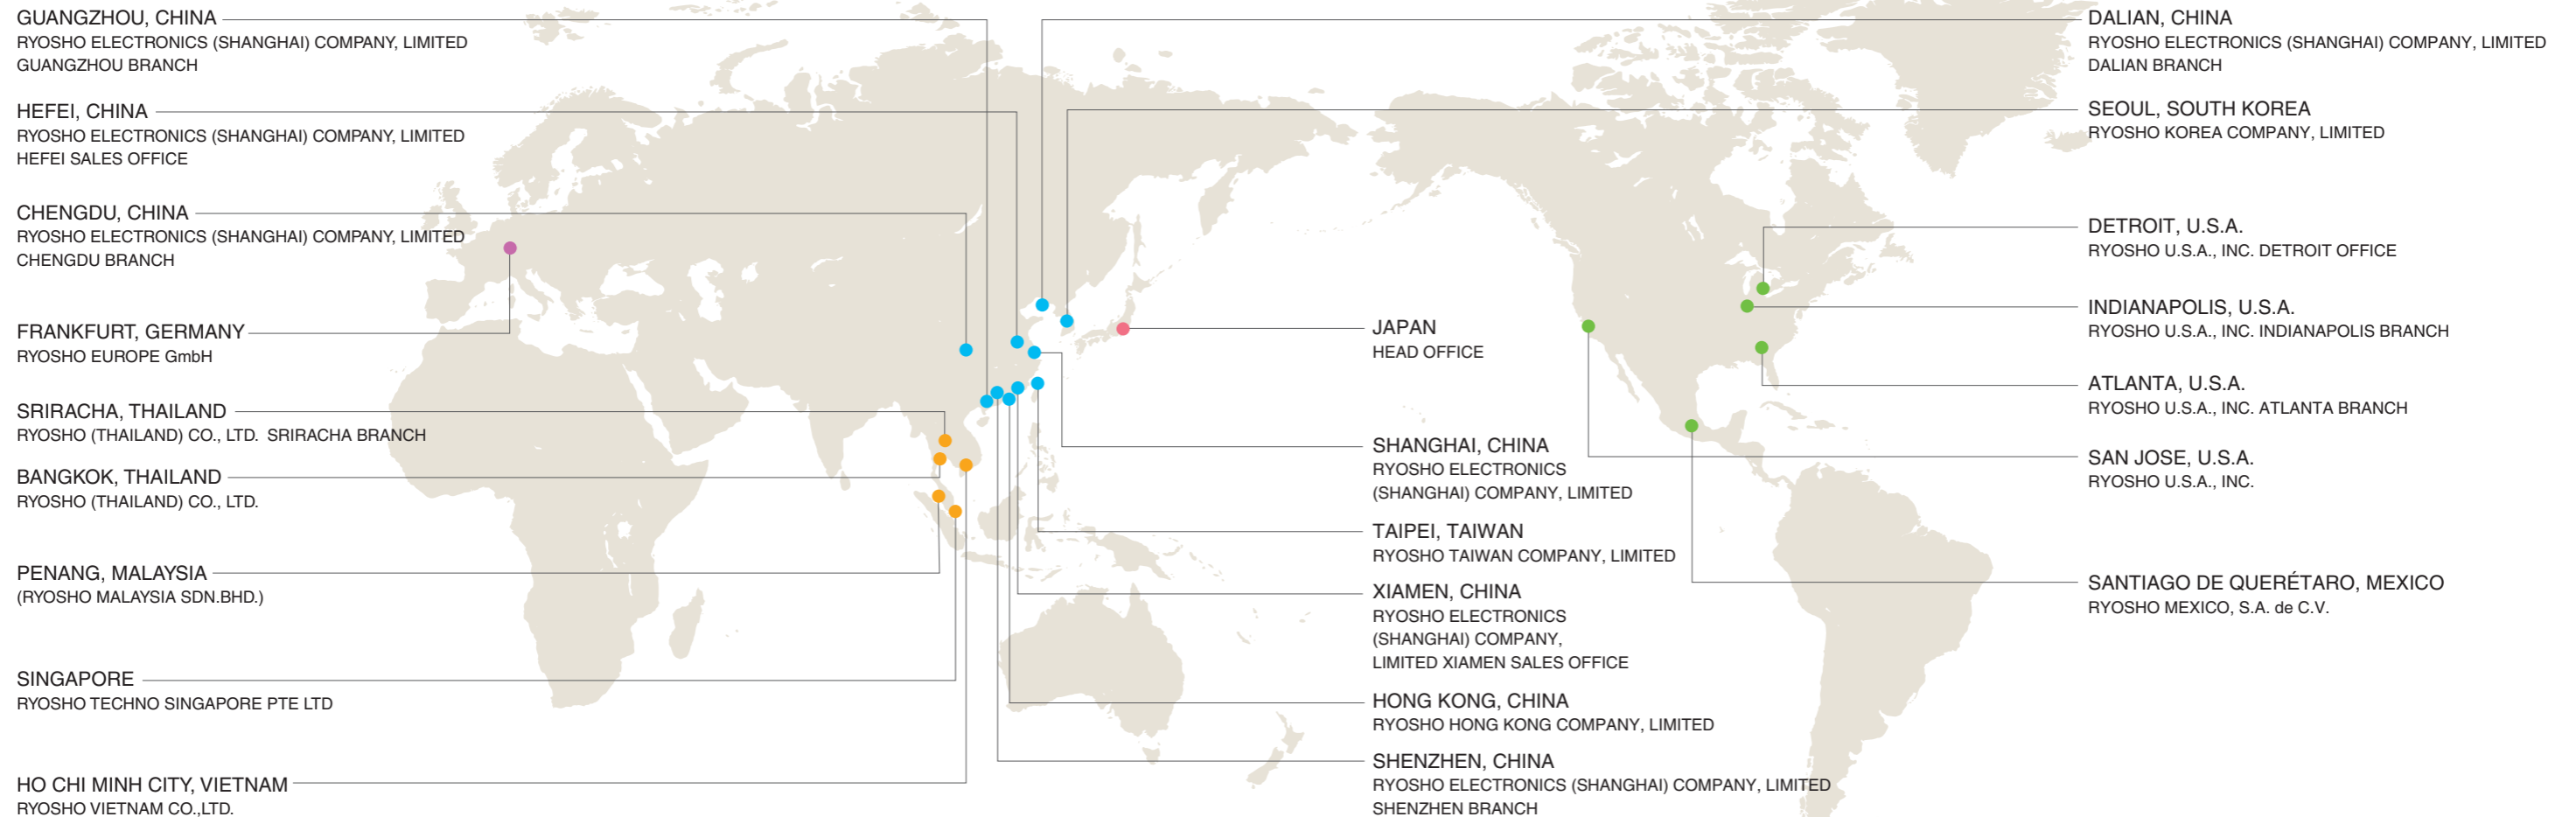 GUANGZHOU, CHINA
RYOSHO ELECTRONICS (SHANGHAI) COMPANY, LIMITED
GUANGZHOU BRANCH
HEFEI, CHINA
RYOSHO ELECTRONICS (SHANGHAI) COMPANY, LIMITED
HEFEI SALES OFFICE
CHENGDU, CHINA
RYOSHO ELECTRONICS (SHANGHAI) COMPANY, LIMITED
CHENGDU BRANCH
FRANKFURT, GERMANY
RYOSHO EUROPE GmbH
SRIRACHA, THAILAND
RYOSHO (THAILAND) CO., LTD. SRIRACHA BRANCH
BANGKOK, THAILAND
RYOSHO (THAILAND) CO., LTD.
PENANG, MALAYSIA
(RYOSHO MALAYSIA SDN.BHD.)
SINGAPORE
RYOSHO TECHNO SINGAPORE PTE LTD
HO CHI MINH CITY, VIETNAM
RYOSHO VIETNAM CO.,LTD.
JAPAN
HEAD OFFICE
SHANGHAI, CHINA
RYOSHO ELECTRONICS
(SHANGHAI) COMPANY, LIMITED
TAIPEI, TAIWAN
RYOSHO TAIWAN COMPANY, LIMITED
XIAMEN, CHINA
RYOSHO ELECTRONICS
(SHANGHAI) COMPANY,
LIMITED XIAMEN SALES OFFICE
HONG KONG, CHINA
RYOSHO HONG KONG COMPANY, LIMITED
SHENZHEN, CHINA
RYOSHO ELECTRONICS (SHANGHAI) COMPANY, LIMITED
SHENZHEN BRANCH
DALIAN, CHINA
RYOSHO ELECTRONICS (SHANGHAI) COMPANY, LIMITED
DALIAN BRANCH
SEOUL, SOUTH KOREA
RYOSHO KOREA COMPANY, LIMITED
DETROIT, U.S.A.
RYOSHO U.S.A., INC. DETROIT OFFICE
INDIANAPOLIS, U.S.A.
RYOSHO U.S.A., INC. INDIANAPOLIS BRANCH
ATLANTA, U.S.A.
RYOSHO U.S.A., INC. ATLANTA BRANCH
SAN JOSE, U.S.A.
RYOSHO U.S.A., INC.
SANTIAGO DE QUERÉTARO, MEXICO
RYOSHO MEXICO, S.A. de C.V.